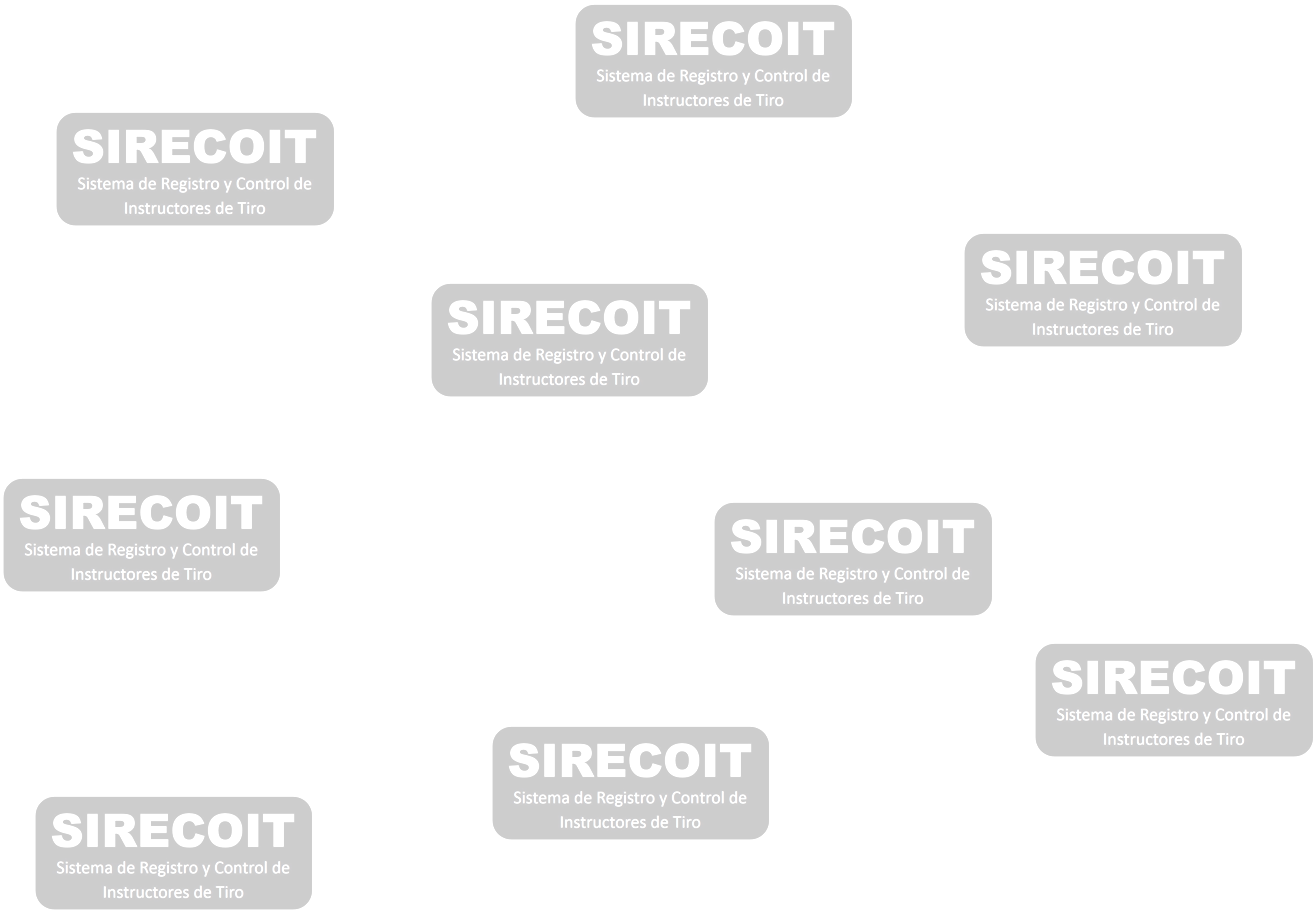 SIRECOIT
Sistema de Registro y Control de
Instructores de Tiro
SIRECOIT
Sistema de Registro y Control de
Instructores de Tiro
SIRECOIT
Sistema de Registro y Control de
Instructores de Tiro
SIRECOIT
Sistema de Registro y Control de
Instructores de Tiro
SIRECOIT
Sistema de Registro y Control de
Instructores de Tiro
SIRECOIT
Sistema de Registro y Control de
Instructores de Tiro
SIRECOIT
Sistema de Registro y Control de
Instructores de Tiro
SIRECOIT
Sistema de Registro y Control de
Instructores de Tiro
SIRECOIT
Sistema de Registro y Control de
Instructores de Tiro